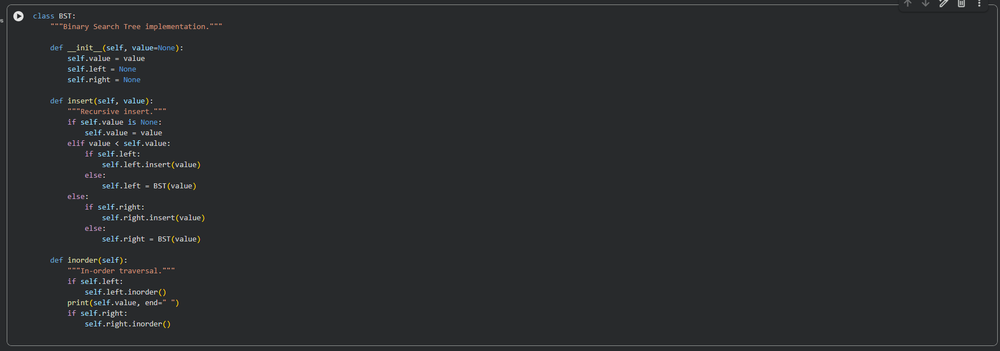 class BST:
    """Binary Search Tree implementation."""

    def __init__(self, value=None):
        self.value = value
        self.left = None
        self.right = None

    def insert(self, value):
        """Recursive insert."""
        if self.value is None:
            self.value = value
        elif value < self.value:
            if self.left:
                self.left.insert(value)
            else:
                self.left = BST(value)
        else:
            if self.right:
                self.right.insert(value)
            else:
                self.right = BST(value)

    def inorder(self):
        """In-order traversal."""
        if self.left:
            self.left.inorder()
        print(self.value, end=" ")
        if self.right:
            self.right.inorder()